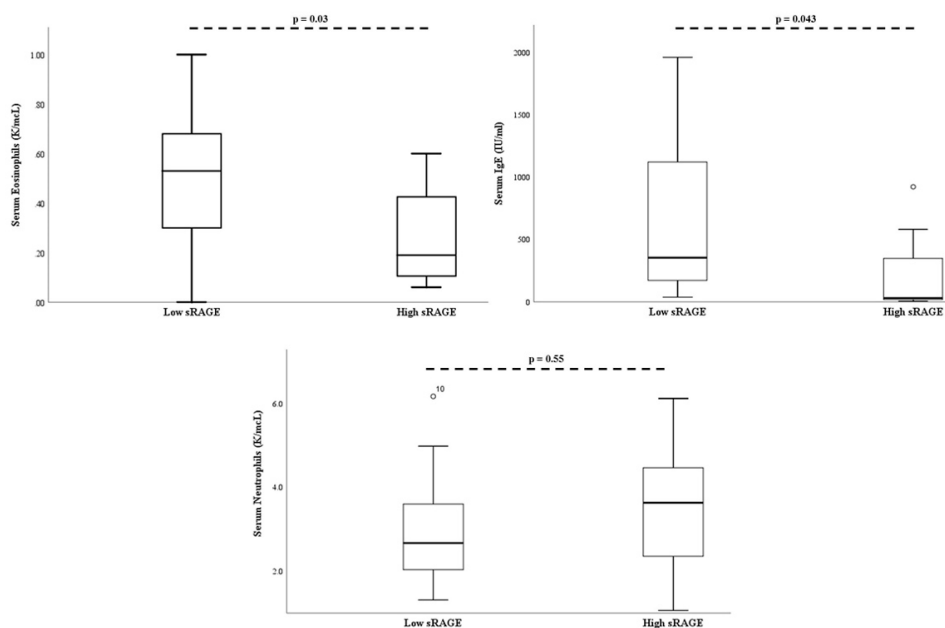 p = 0.03
Serum Eosinophils (K/mcL)
1.00
.80
.60
.40
.20
.00
Low sRAGE
High sRAGE
p = 0.043
Serum IgE (IU/ml)
2000
1500
1000
500
0
Low sRAGE
High sRAGE
p = 0.55
Serum Neutrophils (K/mcL)
6.0
4.0
2.0
10
Low sRAGE
High sRAGE